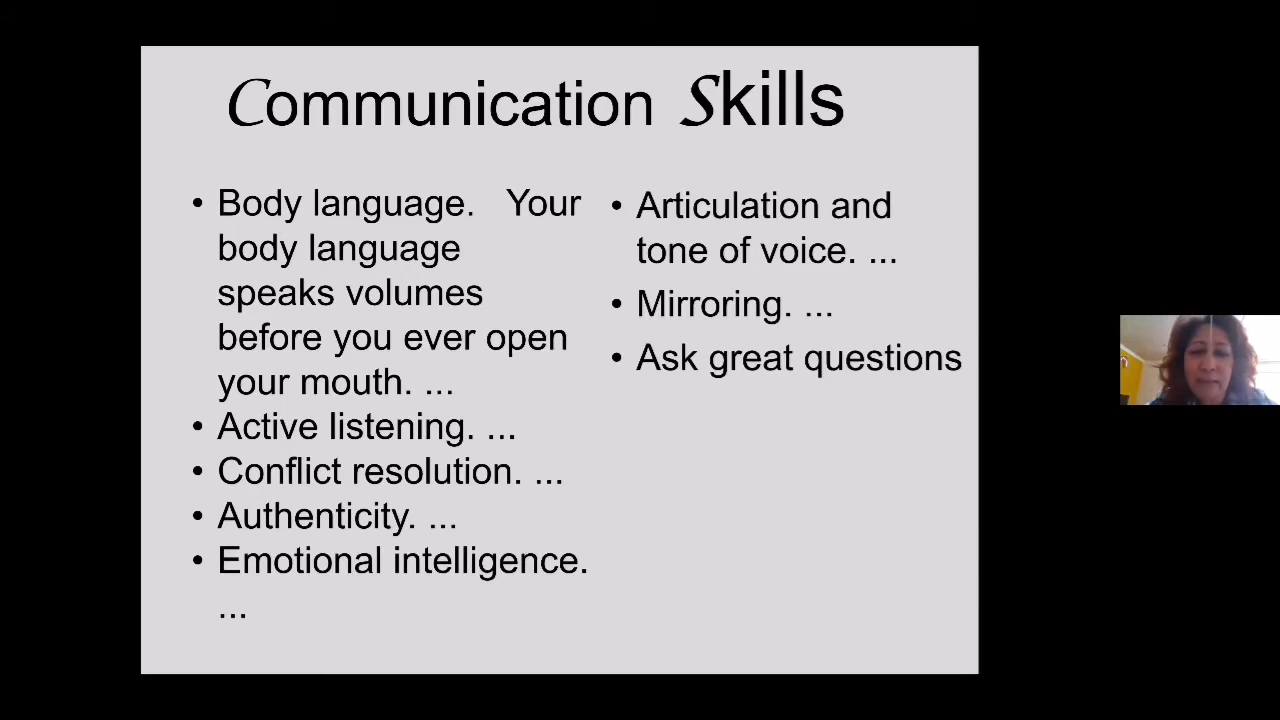 Communication Skills
• Body language. Your
body language
speaks volumes
before you ever open
your mouth. ...
• Active listening. ...
• Conflict resolution. ...
• Authenticity. ...
• Emotional intelligence.
...
• Articulation and
tone of voice. ...
• Mirroring. ...
• Ask great questions